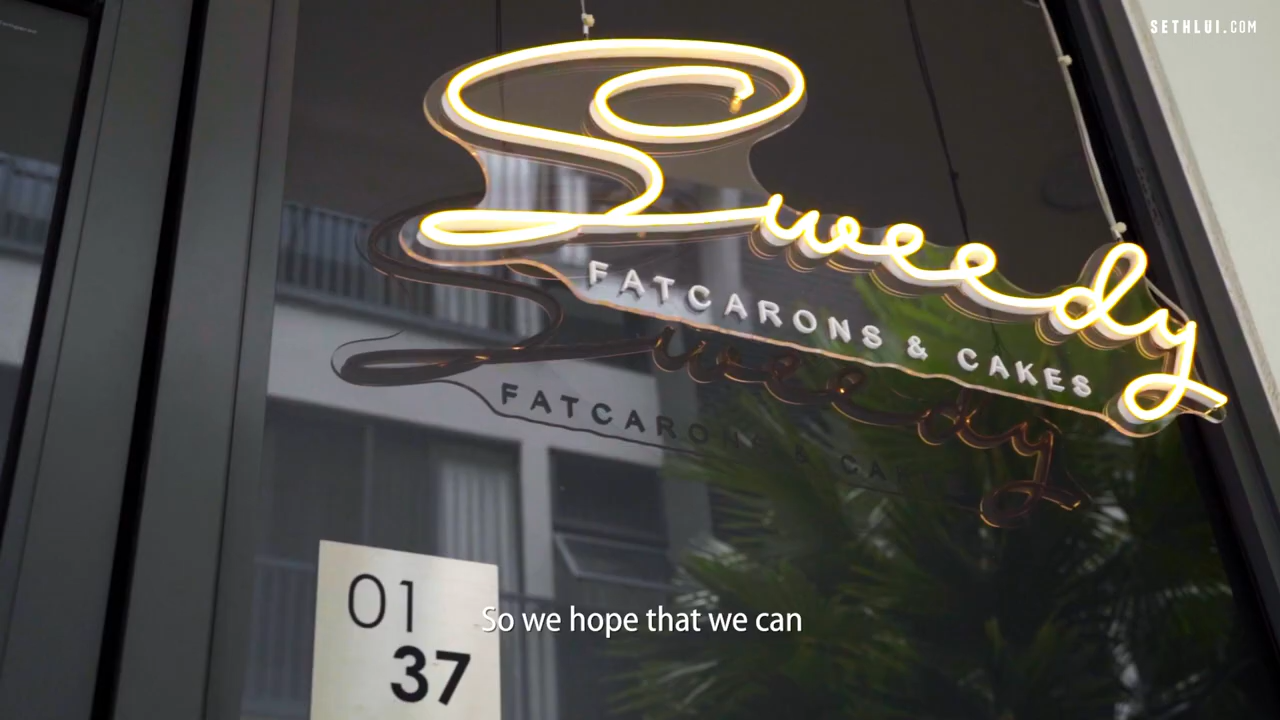 SETHLUI.COM
Sweedy
FATCARONS & CAKES
FATCARONS & CA
01
37
So we hope that we can